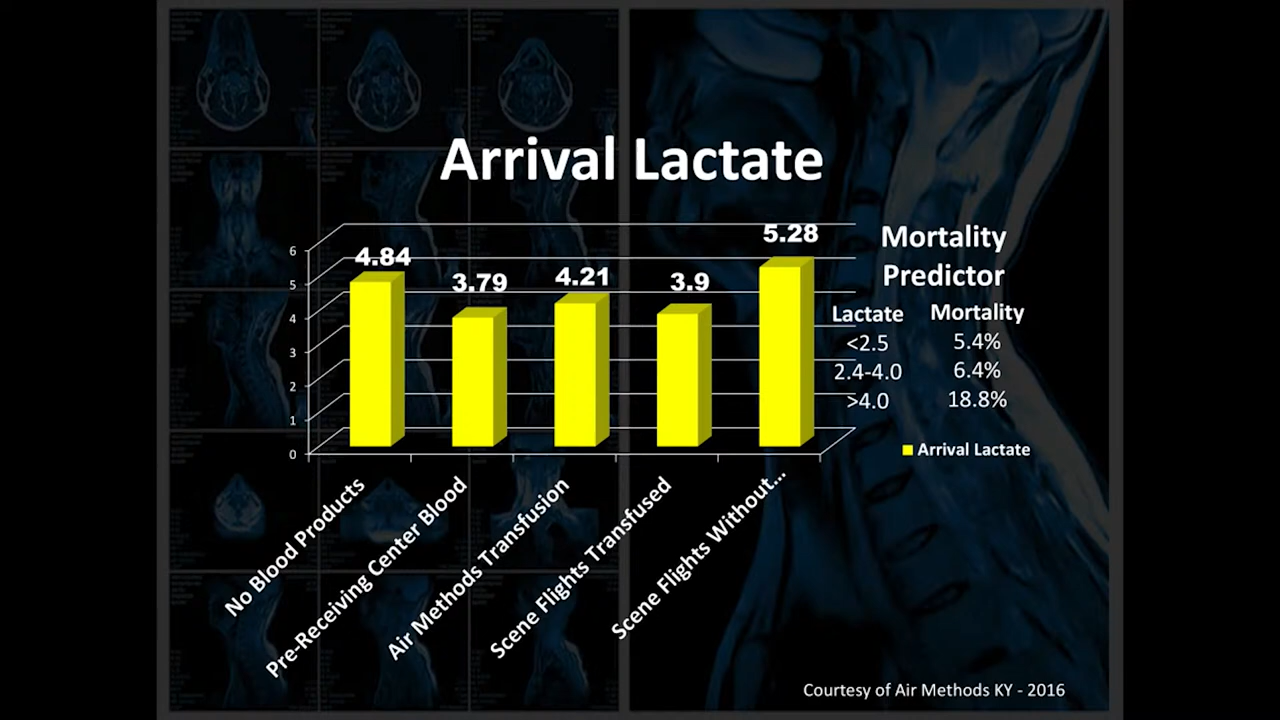 Arrival Lactate
6
5
4
3
2
1
0
4.84
3.79
4.21
3.9
5.28
No Blood Products
Pre-Receiving Center Blood
Air Methods Transfusion
Scene Flights Transfused
Scene Flights Without...
Mortality
Predictor
Lactate Mortality
<2.5 5.4%
2.4-4.0 6.4%
>4.0 18.8%
Arrival Lactate
Courtesy of Air Methods KY - 2016